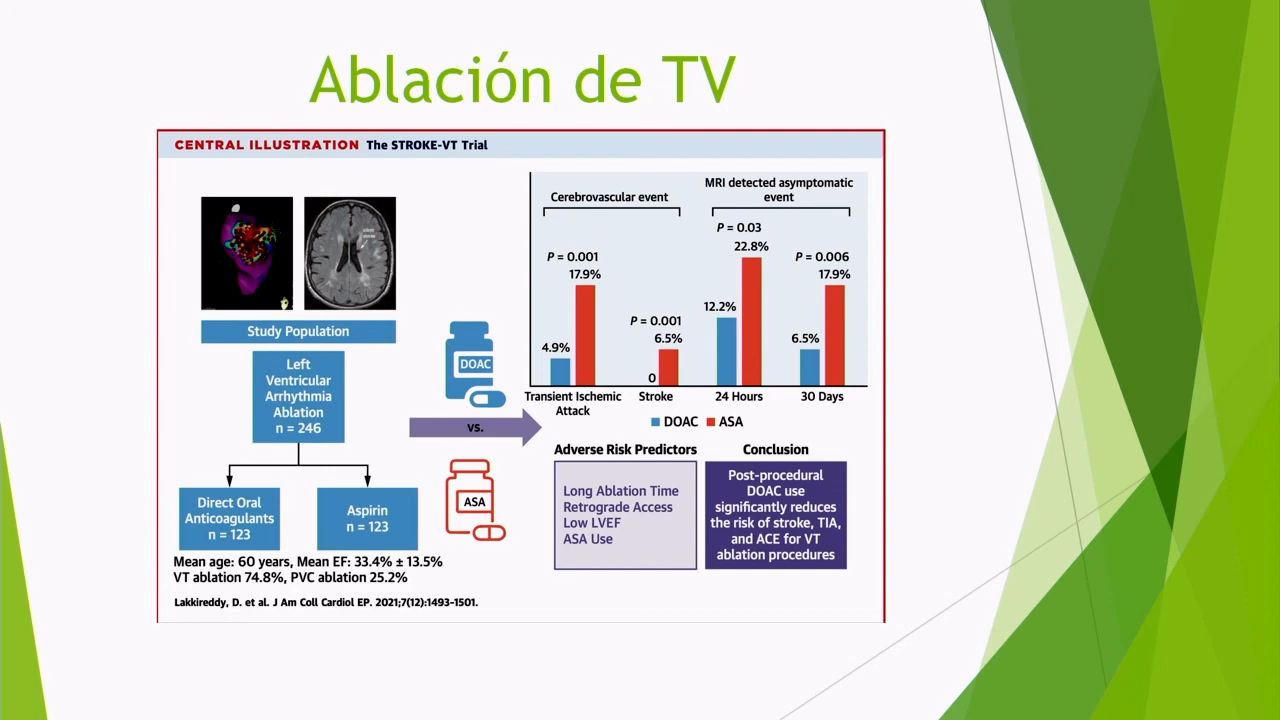 Ablación de TV
CENTRAL ILLUSTRATION The STROKE-VT Trial
Study Population
Left
Ventricular
Arrhythmia
Ablation
n = 246
Direct Oral
Anticoagulants
n = 123
Aspirin
n = 123
Mean age: 60 years, Mean EF: 33.4% ± 13.5%
VT ablation 74.8%, PVC ablation 25.2%
Lakkireddy, D. et al. J Am Coll Cardiol EP. 2021;7(12):1493-1501.
DOAC
vs.
ASA
Cerebrovascular event
MRI detected asymptomatic
event
P = 0.001
17.9%
4.9%
P = 0.001
6.5%
0
P = 0.03
22.8%
12.2%
P = 0.006
17.9%
6.5%
Transient Ischemic
Attack
Stroke
24 Hours
30 Days
DOAC ASA
Adverse Risk Predictors
Long Ablation Time
Retrograde Access
Low LVEF
ASA Use
Conclusion
Post-procedural
DOAC use
significantly reduces
the risk of stroke, TIA,
and ACE for VT
ablation procedures